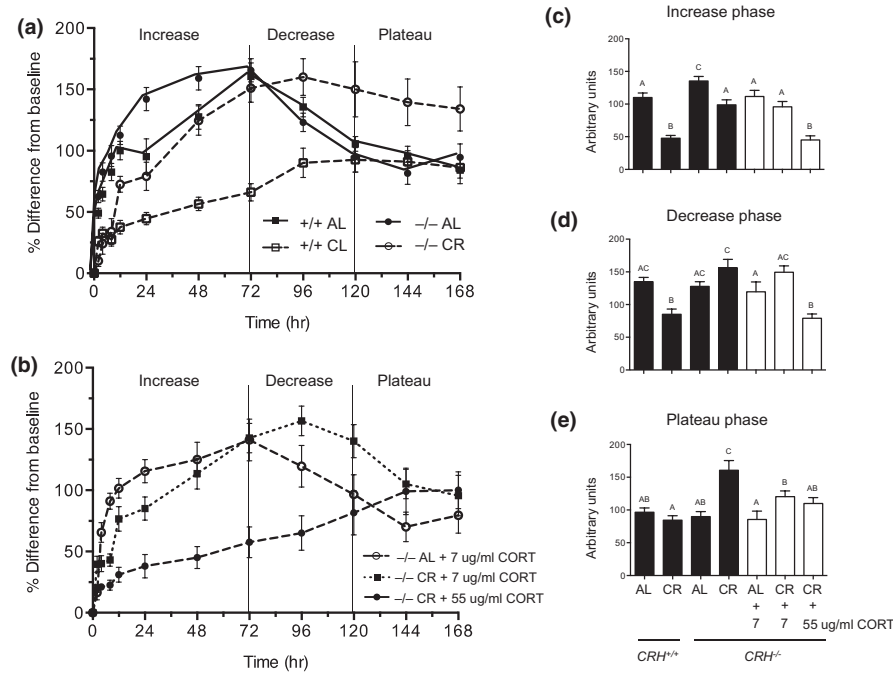 (a)
Increase Decrease Plateau
200
150
100
50
0
% Difference from baseline
+/+ AL
–/– AL
+/+ CL
–/– CR
0 24 48 72 96 120 144 168
Time (hr)
(b)
Increase Decrease Plateau
200
150
100
50
0
% Difference from baseline
–/– AL + 7 ug/ml CORT
–/– CR + 7 ug/ml CORT
–/– CR + 55 ug/ml CORT
0 24 48 72 96 120 144 168
Time (hr)
(c)
Increase phase
Arbitrary units
200
150
100
50
0
A B C A A A B
(d)
Decrease phase
Arbitrary units
200
150
100
50
0
AC B AC C A AC B
(e)
Plateau phase
Arbitrary units
200
150
100
50
0
AB A AB C A B AB
AL CR AL CR AL CR CR
+ + +
7 7 55 ug/ml CORT
CRH+/+ CRH-/-